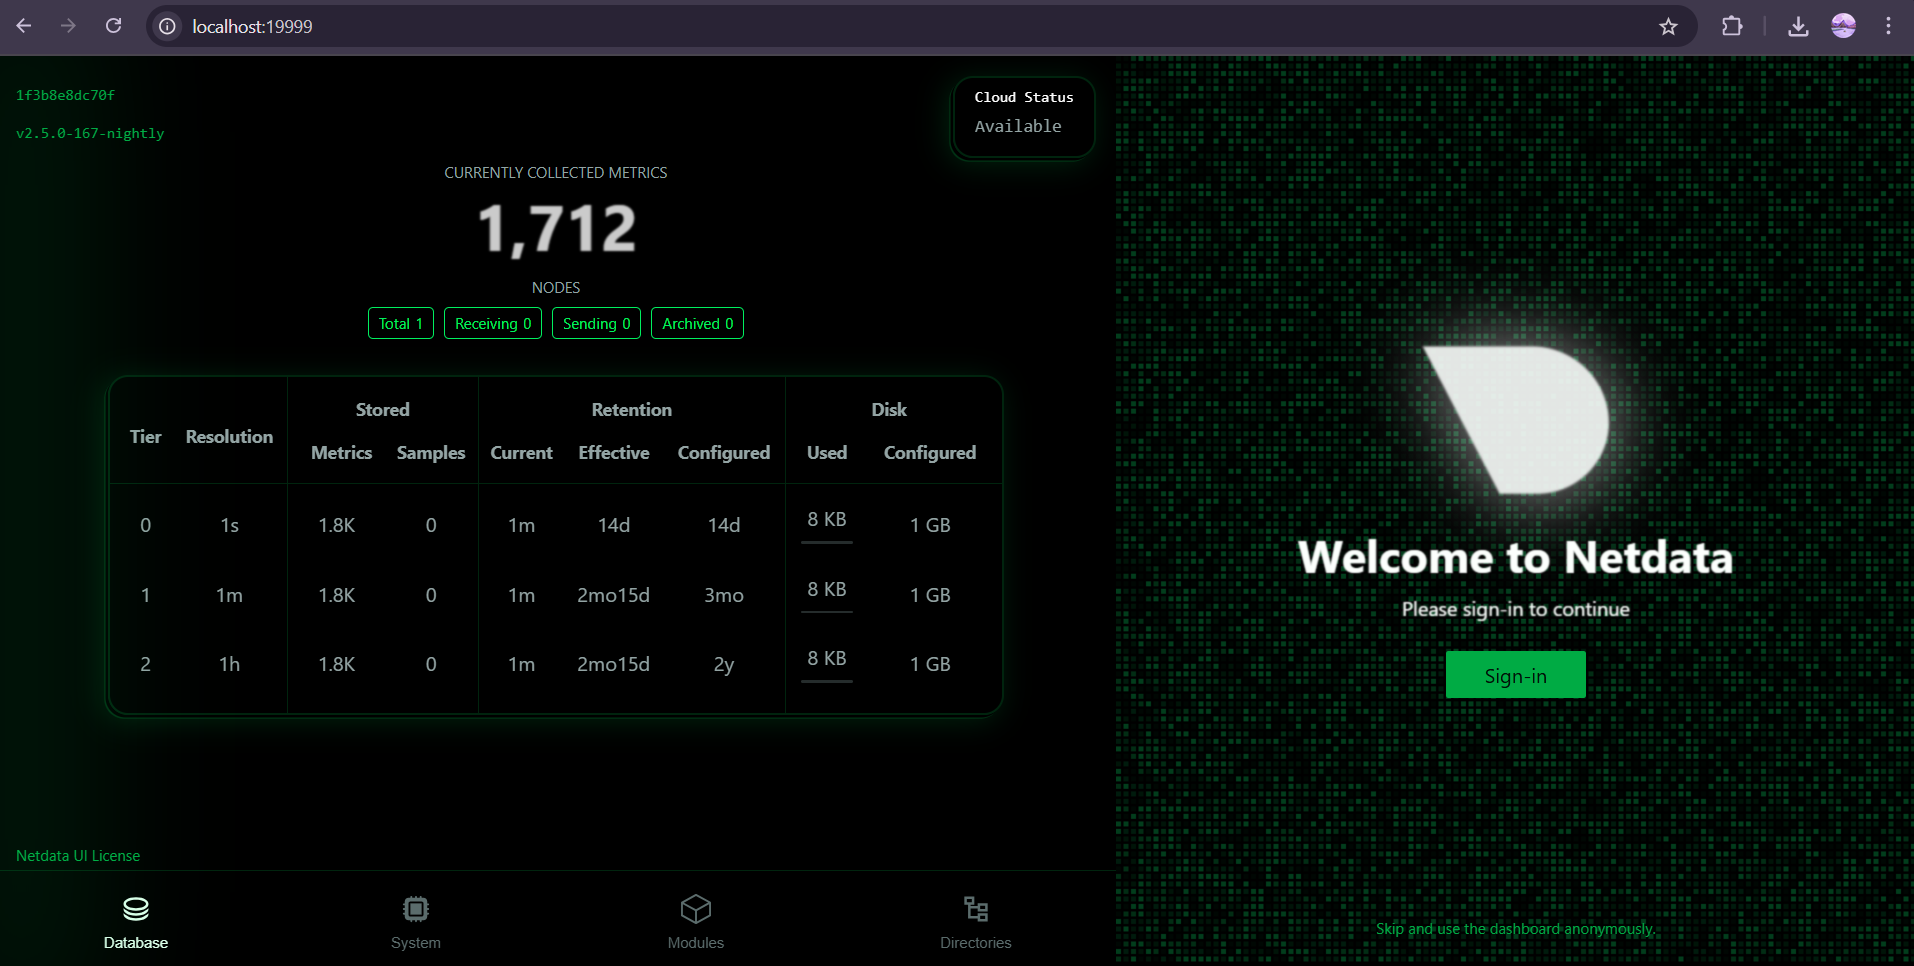 localhost:19999
1f3b8e8dc70f
v2.5.0-167-nightly
Cloud Status
Available
CURRENTLY COLLECTED METRICS
1,712
NODES
Total 1 Receiving 0 Sending 0 Archived 0
Stored Retention Disk
Tier Resolution Metrics Samples Current Effective Configured Used Configured
0 1s 1.8K 0 1m 14d 14d 8 KB 1 GB
1 1m 1.8K 0 1m 2mo15d 3mo 8 KB 1 GB
2 1h 1.8K 0 1m 2mo15d 2y 8 KB 1 GB
Netdata UI License
Database System Modules Directories
Welcome to Netdata
Please sign-in to continue
Sign-in
Skip and use the dashboard anonymously.